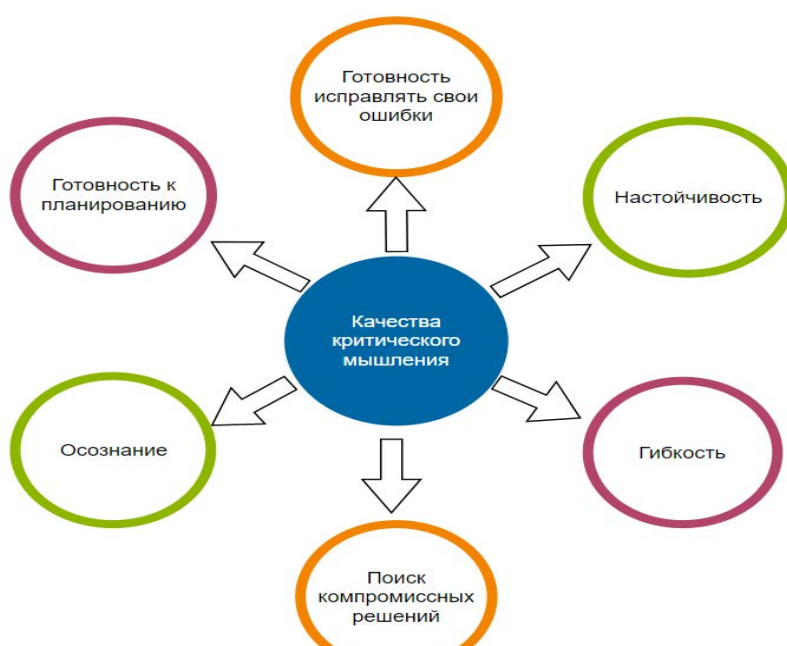 Готовность
исправлять свои
ошибки
Готовность к
планированию
Настойчивость
Качества
критического
мышления
Осознание
Гибкость
Поиск
компромиссных
решений